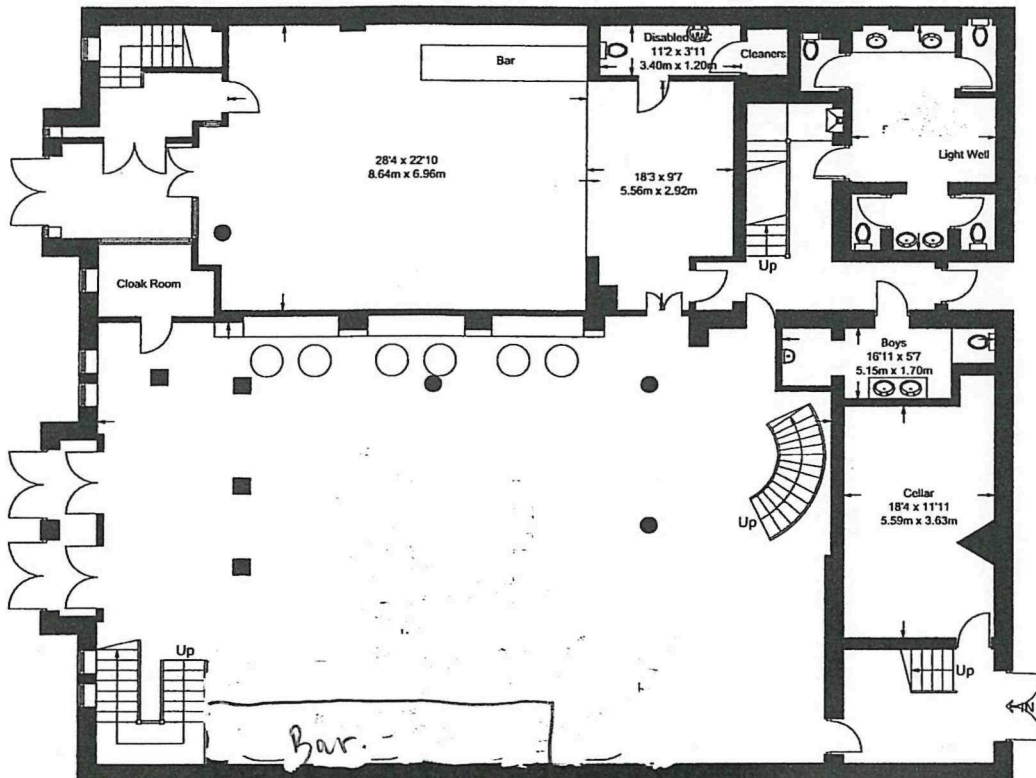 Disabled WC
11'2 x 3'11
3.40m x 1.20m
Cleaners
Bar
28'4 x 22'10
8.64m x 6.96m
18'3 x 9'7
5.56m x 2.92m
Light Well
Up
Cloak Room
Boys
16'11 x 5'7
5.15m x 1.70m
Up
Cellar
18'4 x 11'11
5.59m x 3.63m
Up
Up
IN
Bar.